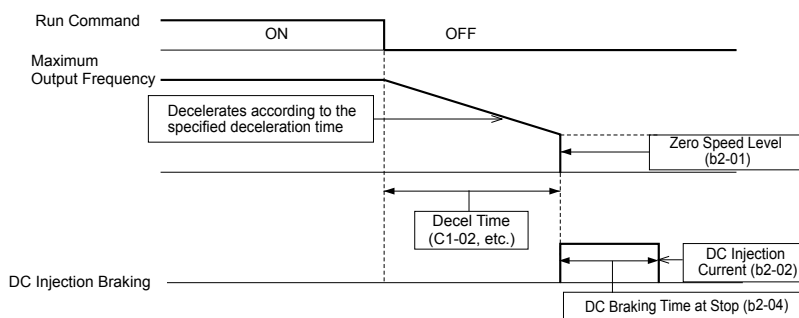 Run Command
ON
OFF
Maximum
Output Frequency
Decelerates according to the
specified deceleration time
Zero Speed Level
(b2-01)
Decel Time
(C1-02, etc.)
DC Injection
Current (b2-02)
DC Injection Braking
DC Braking Time at Stop (b2-04)